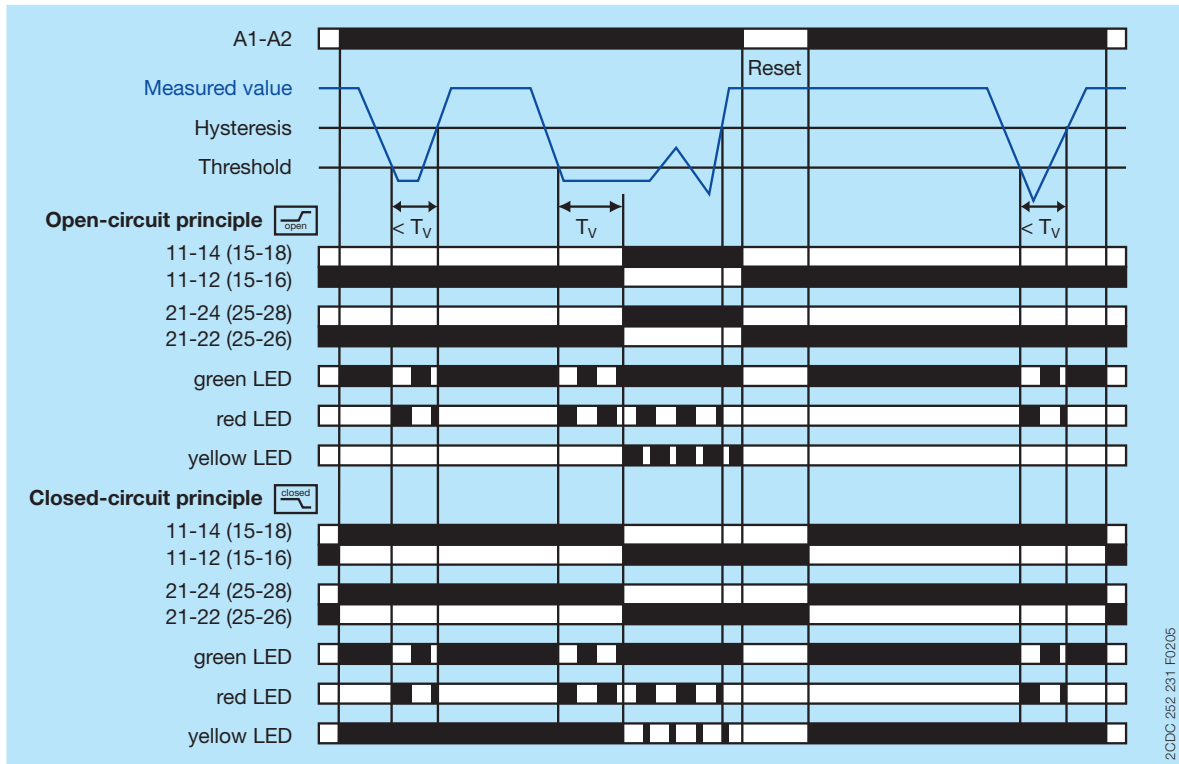 A1-A2
Reset
Measured value
Hysteresis
Threshold
Open-circuit principle open
< TV
TV
< TV
11-14 (15-18)
11-12 (15-16)
21-24 (25-28)
21-22 (25-26)
green LED
red LED
yellow LED
Closed-circuit principle closed
11-14 (15-18)
11-12 (15-16)
21-24 (25-28)
21-22 (25-26)
green LED
red LED
yellow LED
2CDC 252 231 F0205